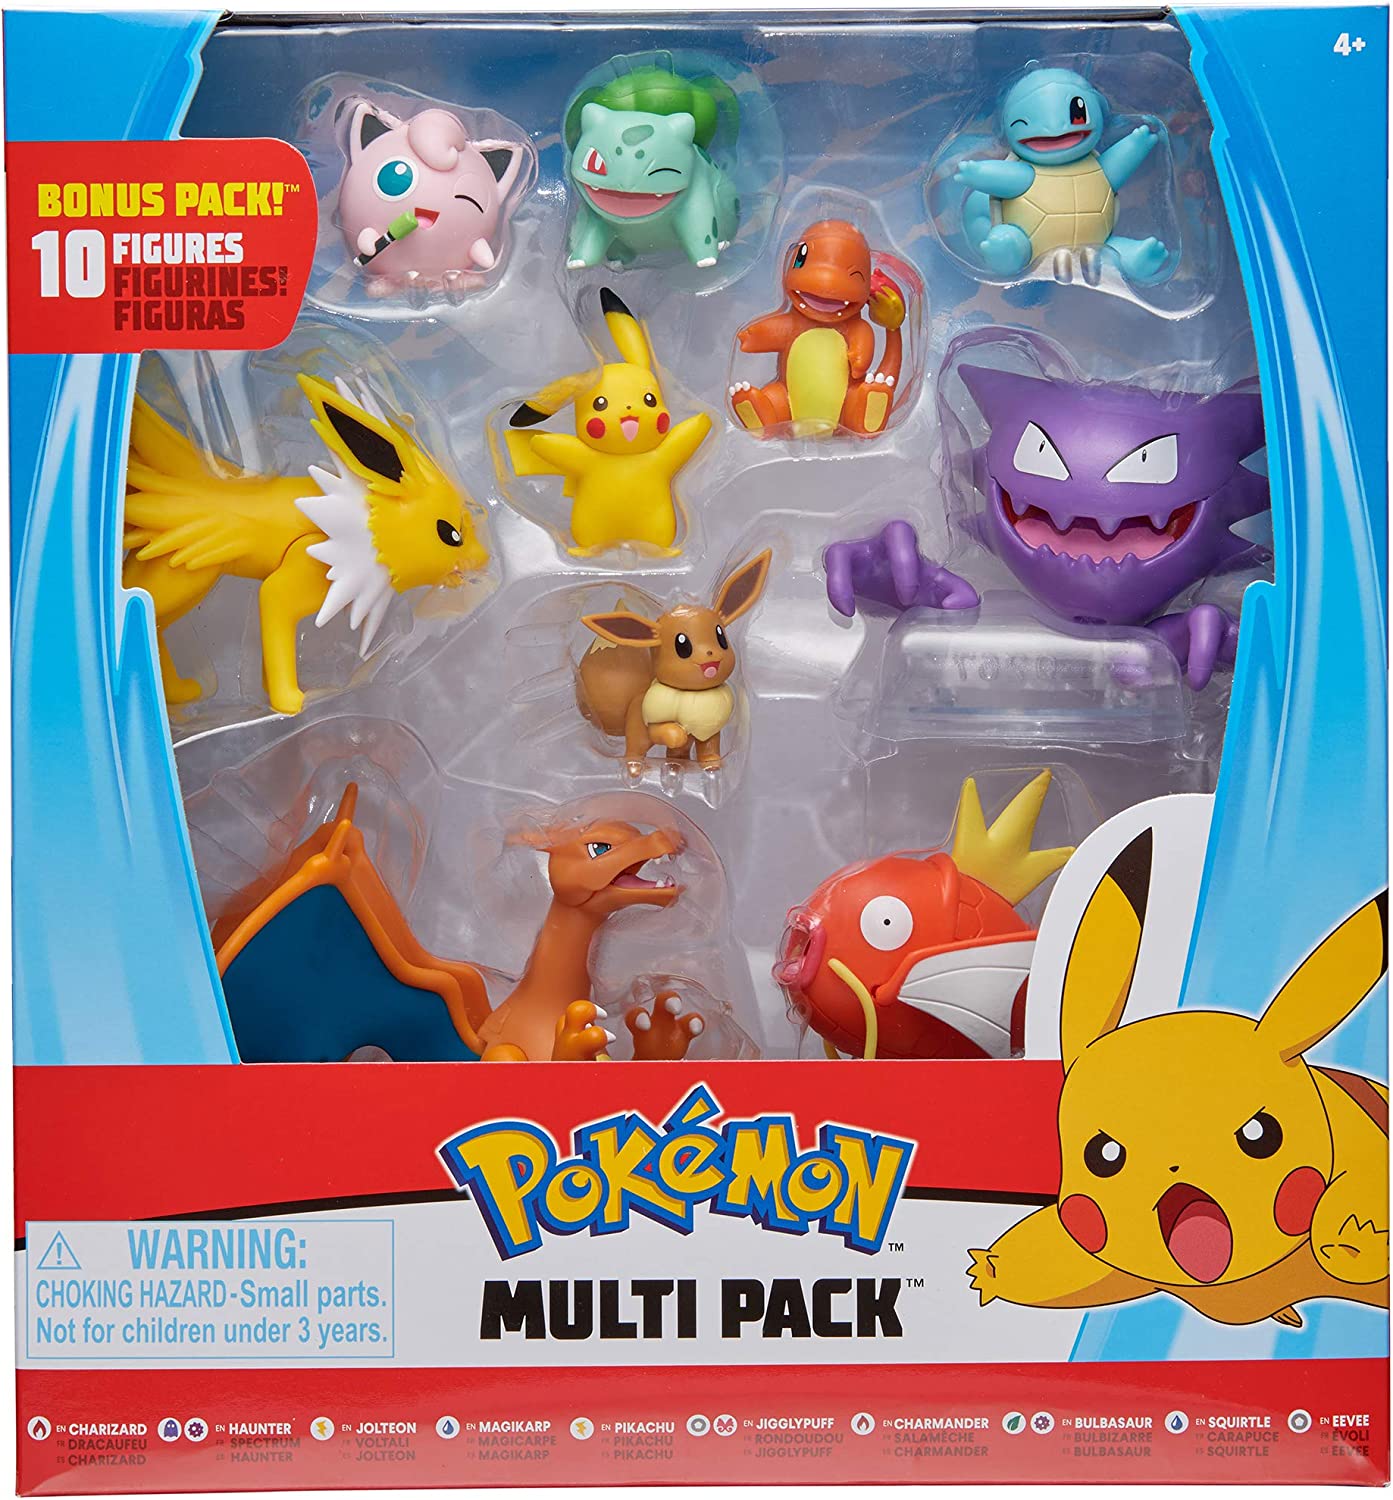 4+
BONUS PACK!™
10 FIGURES
FIGURINES!
FIGURAS
POKéMON™
MULTI PACK™
WARNING:
CHOKING HAZARD-Small parts.
Not for children under 3 years.
EN CHARIZARD
FR DRACAUFEU
ES CHARIZARD
EN HAUNTER
FR SPECTRUM
ES HAUNTER
EN JOLTEON
FR VOLTALI
ES JOLTEON
EN MAGIKARP
FR MAGICARPE
ES MAGIKARP
EN PIKACHU
FR PIKACHU
ES PIKACHU
EN JIGGLYPUFF
FR RONDOUDOU
ES JIGGLYPUFF
EN CHARMANDER
FR SALAMÈCHE
ES CHARMANDER
EN BULBASAUR
FR BULBIZARRE
ES BULBASAUR
EN SQUIRTLE
FR CARAPUCE
ES SQUIRTLE
EN EEVEE
FR ÉVOLI
ES EEVEE